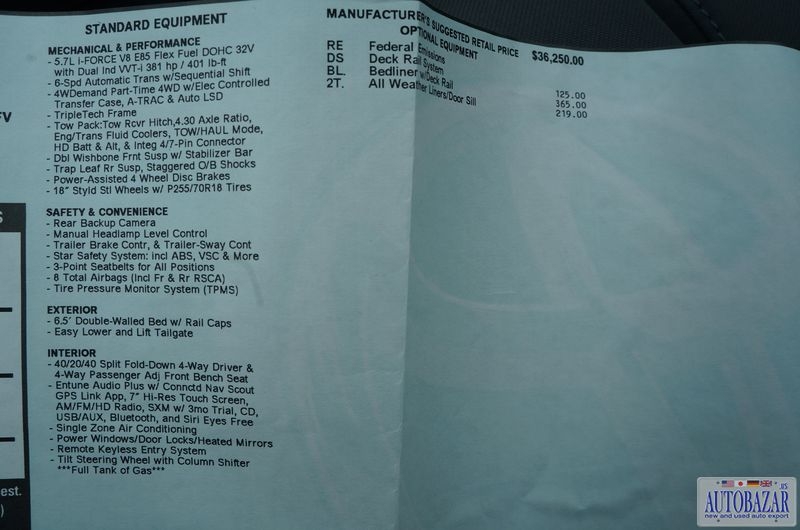 STANDARD EQUIPMENT
MECHANICAL & PERFORMANCE
- 5.7L i-FORCE V8 E85 Flex Fuel DOHC 32V
with Dual Ind VVT-i 381 hp / 401 lb-ft
- 6-Spd Automatic Trans w/Sequential Shift
- 4WDemand Part-Time 4WD w/Elec Controlled
Transfer Case, A-TRAC & Auto LSD
- TripleTech Frame
- Tow Pack:Tow Rcvr Hitch,4.30 Axle Ratio,
Eng/Trans Fluid Coolers, TOW/HAUL Mode,
HD Batt & Alt, & Integ 4/7-Pin Connector
- Dbl Wishbone Frnt Susp w/ Stabilizer Bar
- Trap Leaf Rr Susp, Staggered O/B Shocks
- Power-Assisted 4 Wheel Disc Brakes
- 18" Styld Stl Wheels w/ P255/70R18 Tires
SAFETY & CONVENIENCE
- Rear Backup Camera
- Manual Headlamp Level Control
- Trailer Brake Contr, & Trailer-Sway Cont
- Star Safety System: incl ABS, VSC & More
- 3-Point Seatbelts for All Positions
- 8 Total Airbags (Incl Fr & Rr RSCA)
- Tire Pressure Monitor System (TPMS)
EXTERIOR
- 6.5' Double-Walled Bed w/ Rail Caps
- Easy Lower and Lift Tailgate
INTERIOR
- 40/20/40 Split Fold-Down 4-Way Driver &
4-Way Passenger Adj Front Bench Seat
- Entune Audio Plus w/ Connctd Nav Scout
GPS Link App, 7" Hi-Res Touch Screen,
AM/FM/HD Radio, SXM w/ 3mo Trial, CD,
USB/AUX, Bluetooth, and Siri Eyes Free
- Single Zone Air Conditioning
- Power Windows/Door Locks/Heated Mirrors
- Remote Keyless Entry System
- Tilt Steering Wheel with Column Shifter
***Full Tank of Gas***
MANUFACTURER'S SUGGESTED RETAIL PRICE $36,250.00
OPTIONAL EQUIPMENT
RE Federal Emissions
DS Deck Rail System 125.00
BL. Bedliner w/Deck Rail 365.00
2T. All Weather Liners/Door Sill 219.00
FV
S
est.
)
AUTOBAZAR.US
new and used auto export